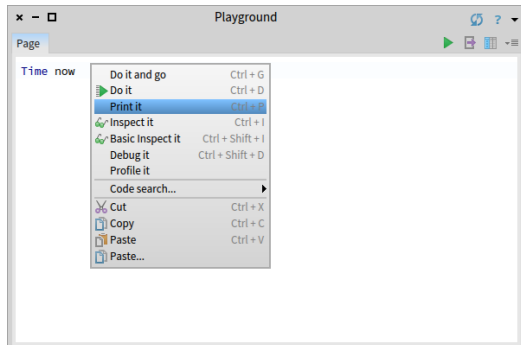 Playground
?
Page
Time now
Do it and go Ctrl + G
Do it Ctrl + D
Print it Ctrl + P
Inspect it Ctrl + I
Basic Inspect it Ctrl + Shift + I
Debug it Ctrl + Shift + D
Profile it
Code search...
Cut Ctrl + X
Copy Ctrl + C
Paste Ctrl + V
Paste...